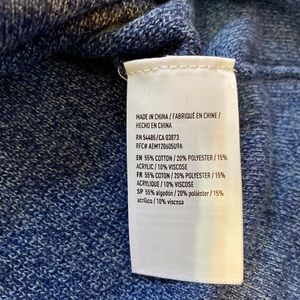 MADE IN CHINA / FABRIQUÉ EN CHINE /
HECHO EN CHINA
RN 54485/CA 03873
RFC# AEM120605U9A
EN 55% COTTON / 20% POLYESTER / 15%
ACRYLIC / 10% VISCOSE
FR 55% COTON / 20% POLYESTER / 15%
ACRYLIQUE / 10% VISCOSE
SP 55% algodón / 20% poliéster / 15%
acrílico / 10% viscosa